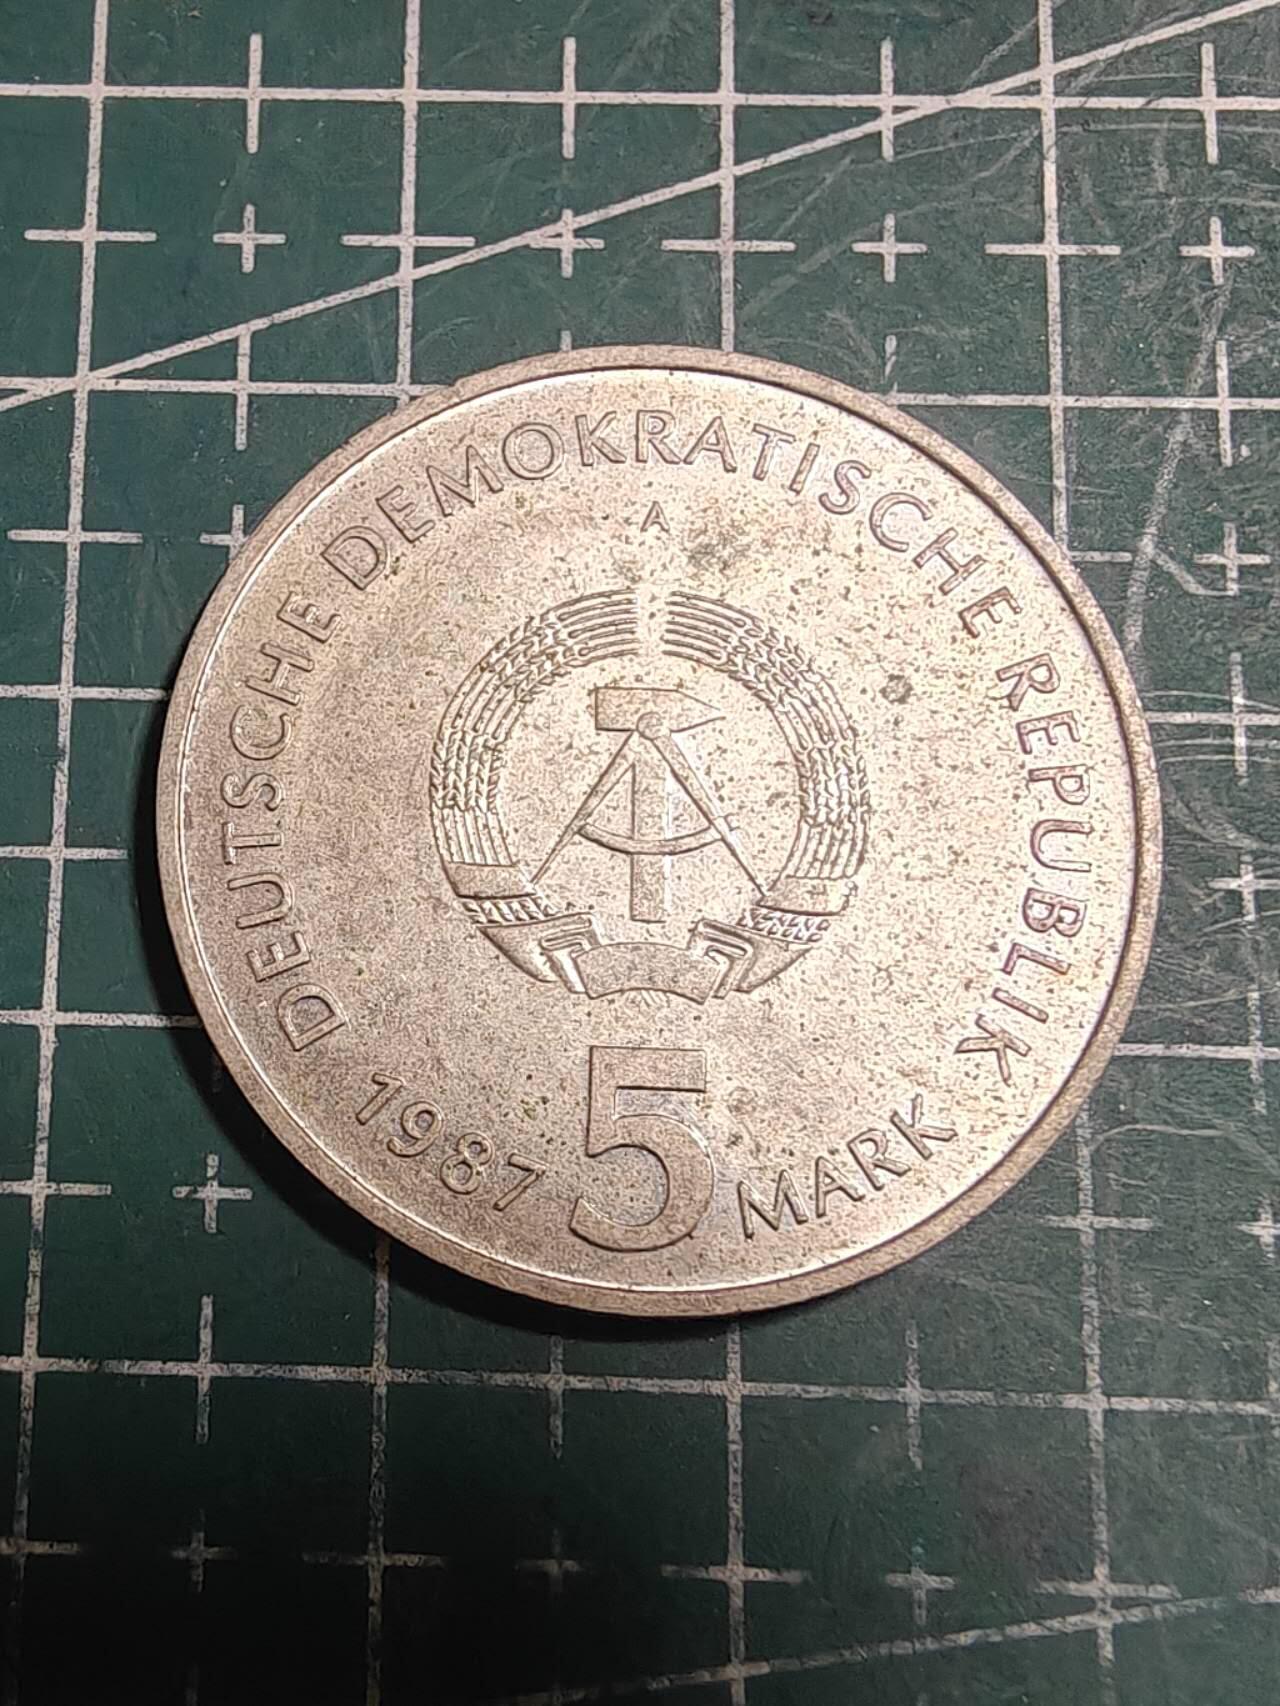 DEUTSCHE DEMOKRATISCHE REPUBLIK
A
1987 5 MARK